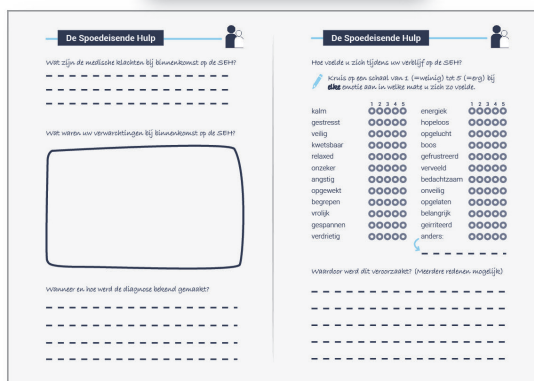 De Spoedeisende Hulp
Wat zijn de medische klachten bij binnenkomst op de SEH?
Wat waren uw verwarchtingen bij binnenkomst op de SEH?
Wanneer en hoe werd de diagnose bekend gemaakt?
De Spoedeisende Hulp
Hoe voelde u zich tijdens uw verblijf op de SEH?
Kruis op een schaal van 1 (=weinig) tot 5 (=erg) bij
elke emotie aan in welke mate u zich zo voelde.
1 2 3 4 5
kalm
gestresst
veilig
kwetsbaar
relaxed
onzeker
angstig
opgewekt
begrepen
vrolijk
gespannen
verdrietig
1 2 3 4 5
energiek
hopeloos
opgelucht
boos
gefrustreerd
verveeld
bedachtzaam
onveilig
opgelaten
belangrijk
geïrriteerd
anders:
Waardoor werd dit veroorzaakt? (Meerdere redenen mogelijk)